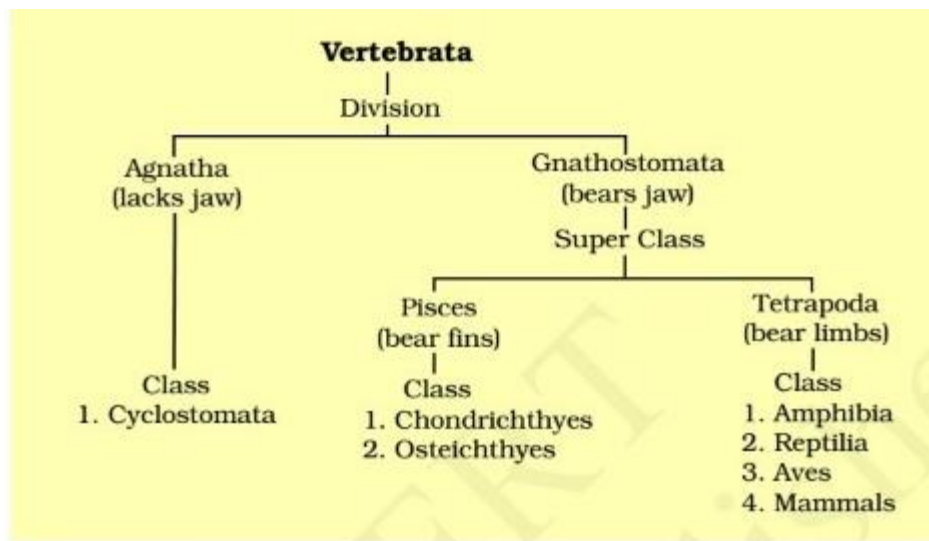 Vertebrata
Division
Agnatha
(lacks jaw)
Gnathostomata
(bears jaw)
Super Class
Pisces
(bear fins)
Tetrapoda
(bear limbs)
Class
1. Cyclostomata
Class
1. Chondrichthyes
2. Osteichthyes
Class
1. Amphibia
2. Reptilia
3. Aves
4. Mammals